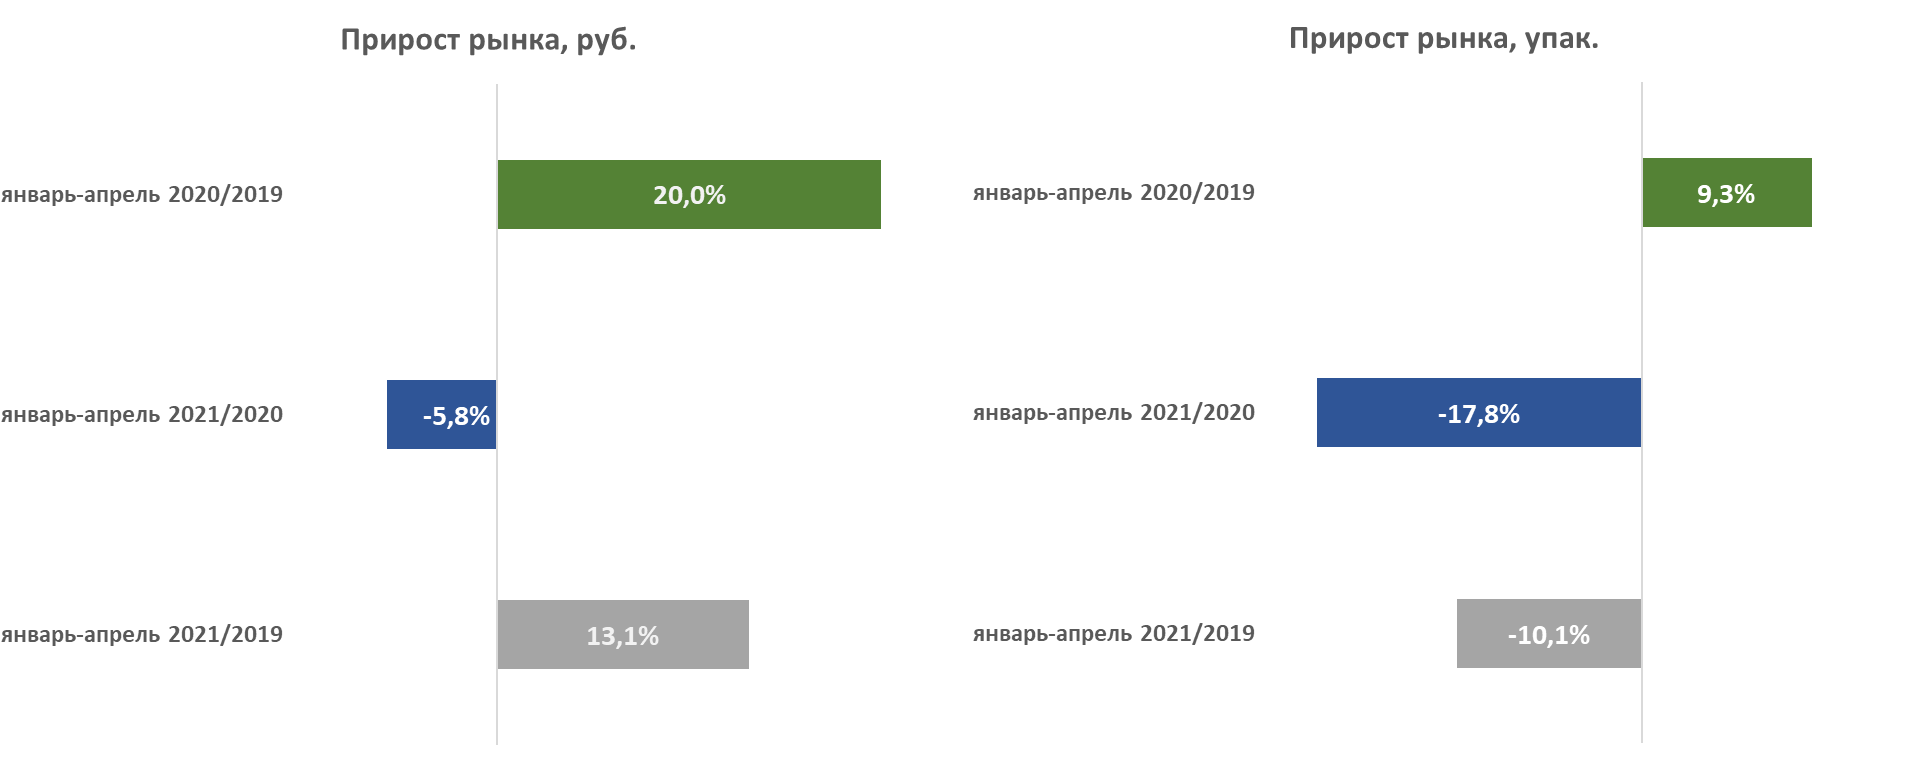 Прирост рынка, руб.
январь-апрель 2020/2019
20,0%
январь-апрель 2021/2020
-5,8%
январь-апрель 2021/2019
13,1%
Прирост рынка, упак.
январь-апрель 2020/2019
9,3%
январь-апрель 2021/2020
-17,8%
январь-апрель 2021/2019
-10,1%